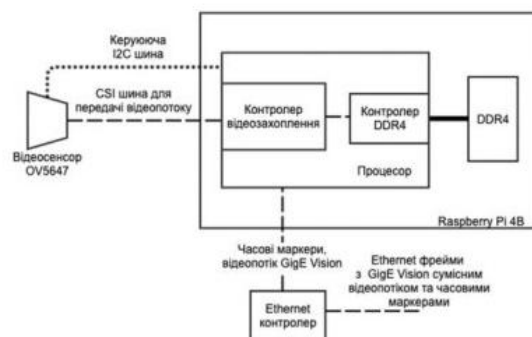 Керуюча
I2C шина
CSI шина для
передачі відеопотоку
Відеосенсор
OV5647
Контролер
відеозахоплення
Контролер
DDR4
DDR4
Процесор
Raspberry Pi 4B
Часові маркери,
відеопотік GigE Vision
Ethernet фрейми
з GigE Vision сумісним
відеопотіком та часовими
маркерами
Ethernet
контролер